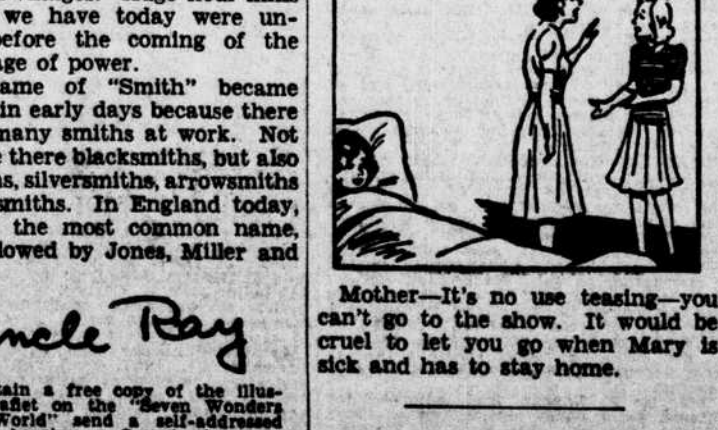 we have today were un-
before the coming of the
age of power.
ame of "Smith" became
in early days because there
many smiths at work. Not
there blacksmiths, but also
silversmiths, arrowsmiths
smiths. In England today,
the most common name,
lowed by Jones, Miller and
ncle Ray
tain a free copy of the illus-
aflet on the "Seven Wonders
World" send a self-addressed
Mother—It's no use teasing—you
can't go to the show. It would be
cruel to let you go when Mary is
sick and has to stay home.